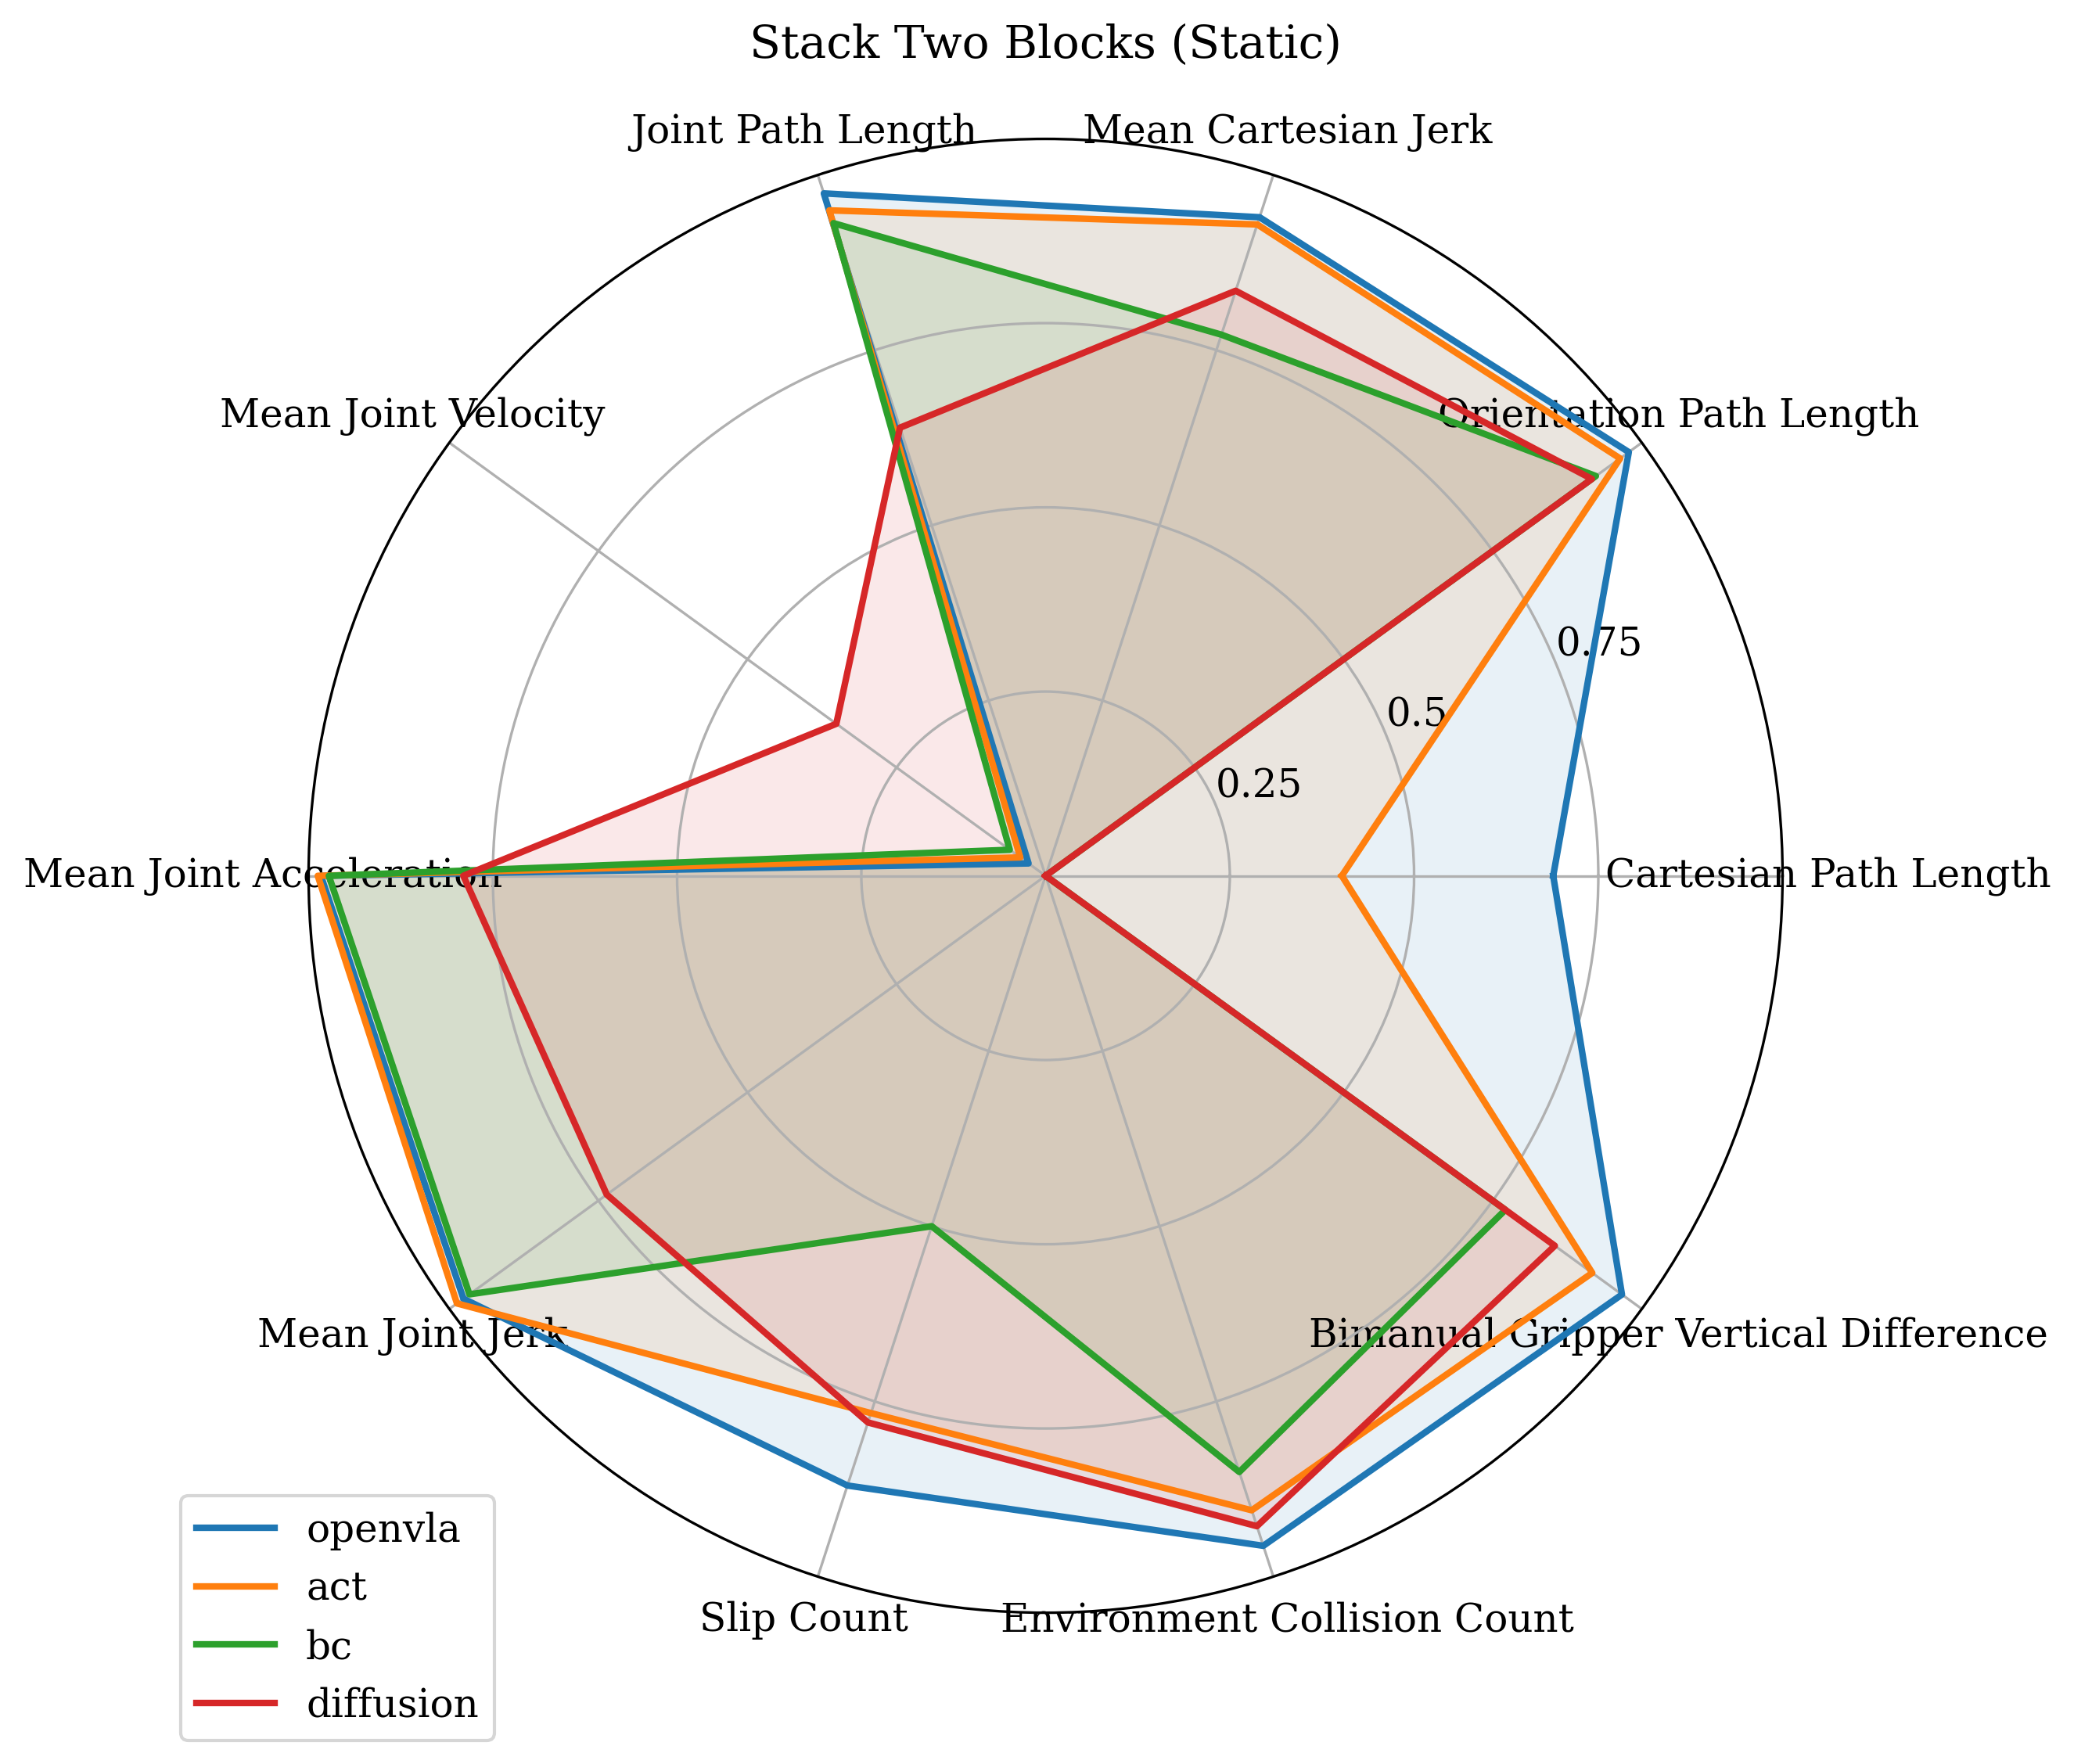 Stack Two Blocks (Static)
Joint Path Length
Mean Cartesian Jerk
Mean Joint Velocity
Orientation Path Length
0.75
0.5
0.25
Mean Joint Acceleration
Cartesian Path Length
Mean Joint Jerk
Bimanual Gripper Vertical Difference
Slip Count
Environment Collision Count
openvla
act
bc
diffusion